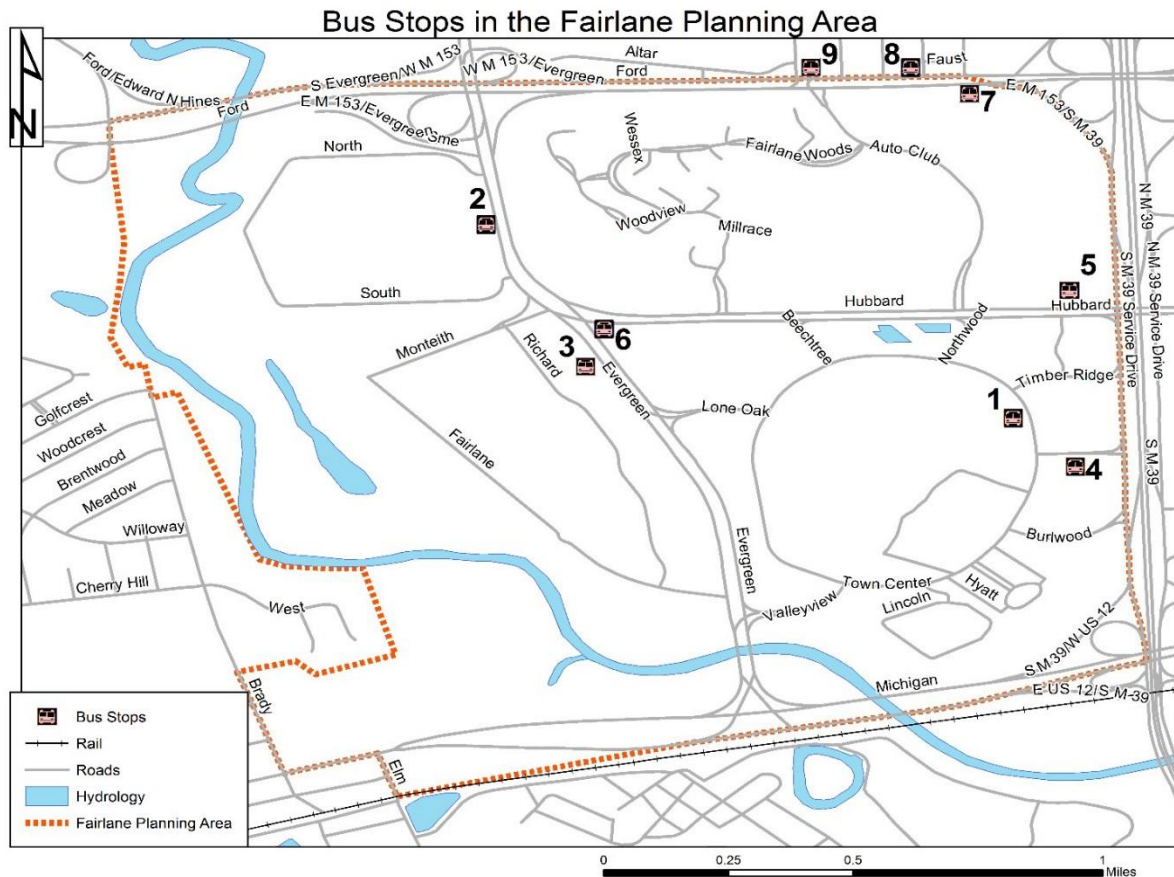 Bus Stops in the Fairlane Planning Area
N
Ford/Edward N Hines
Ford
S Evergreen/W M 153
W M 153/Evergreen
Altar
Ford
9
8
Faust
7
E M 153/S M 39
E M 153/Evergreen Sme
North
2
Wessex
Fairlane Woods
Auto Club
Woodview
Millrace
N M 39
N M 39 Service Drive
S M 39 Service Drive
5
South
Hubbard
Hubbard
Monteith
Richard
3
6
Evergreen
Beechtree
Northwood
Timber Ridge
1
Lone Oak
Golfcrest
Woodcrest
Brentwood
Meadow
Willoway
Cherry Hill
Fairlane
4
S M 39
Burlwood
Evergreen
Town Center
Valleyview
Lincoln
Hyatt
West
Brady
S M 39/W US 12
Michigan
E US 12/S M-39
Elm
Bus Stops
Rail
Roads
Hydrology
Fairlane Planning Area
0 0.25 0.5 1
Miles